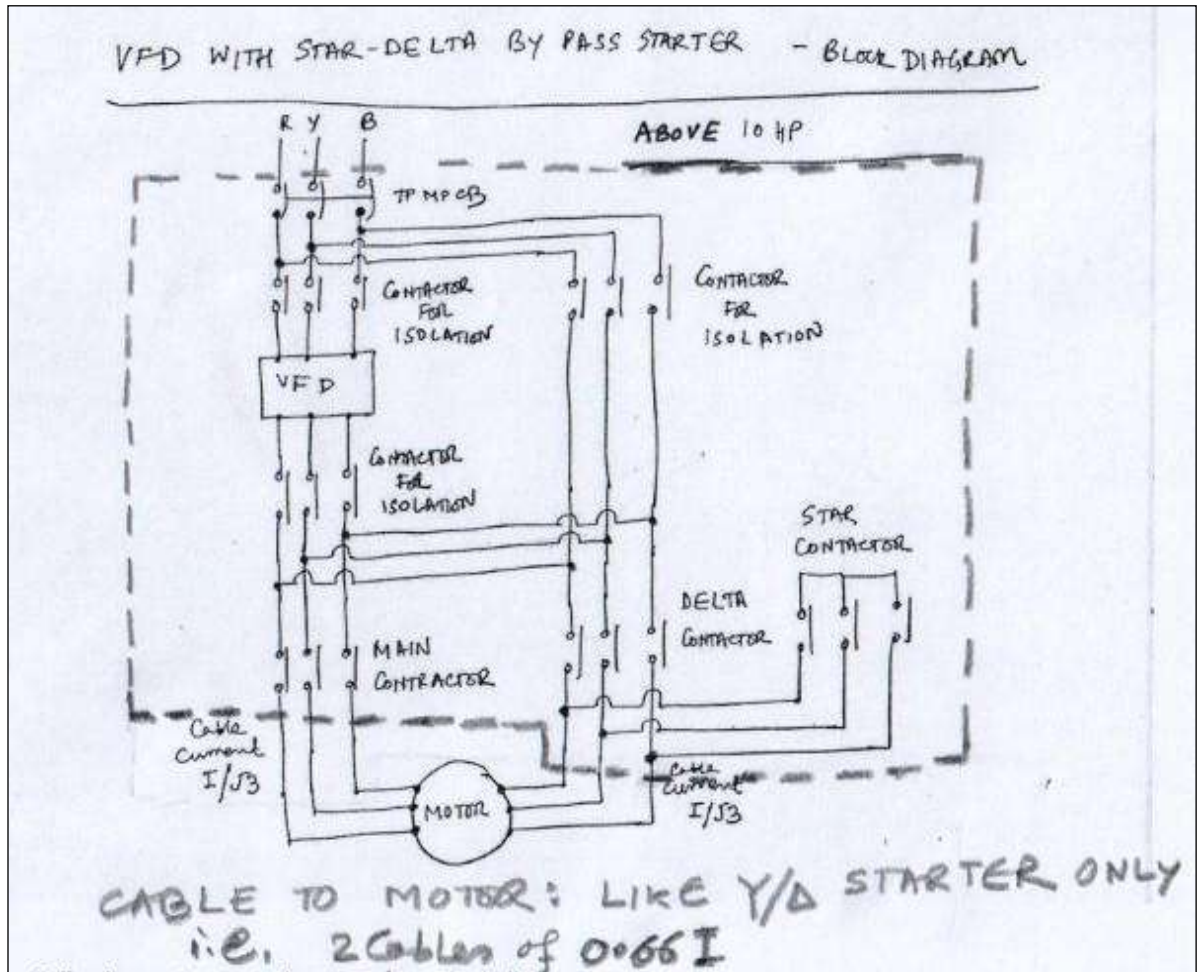 VFD WITH STAR-DELTA BY PASS STARTER - BLOCK DIAGRAM
R Y B
ABOVE 10 HP
TP MPCB
CONTACTOR
FOR
ISOLATION
CONTACTOR
FOR
ISOLATION
VFD
CONTACTOR
FOR
ISOLATION
STAR
CONTACTOR
DELTA
CONTACTOR
MAIN
CONTRACTOR
Cable
Current
I/√3
MOTOR
Cable
Current
I/√3
CABLE TO MOTOR: LIKE Y/Δ STARTER ONLY
i.e. 2 Cables of 0.66 I